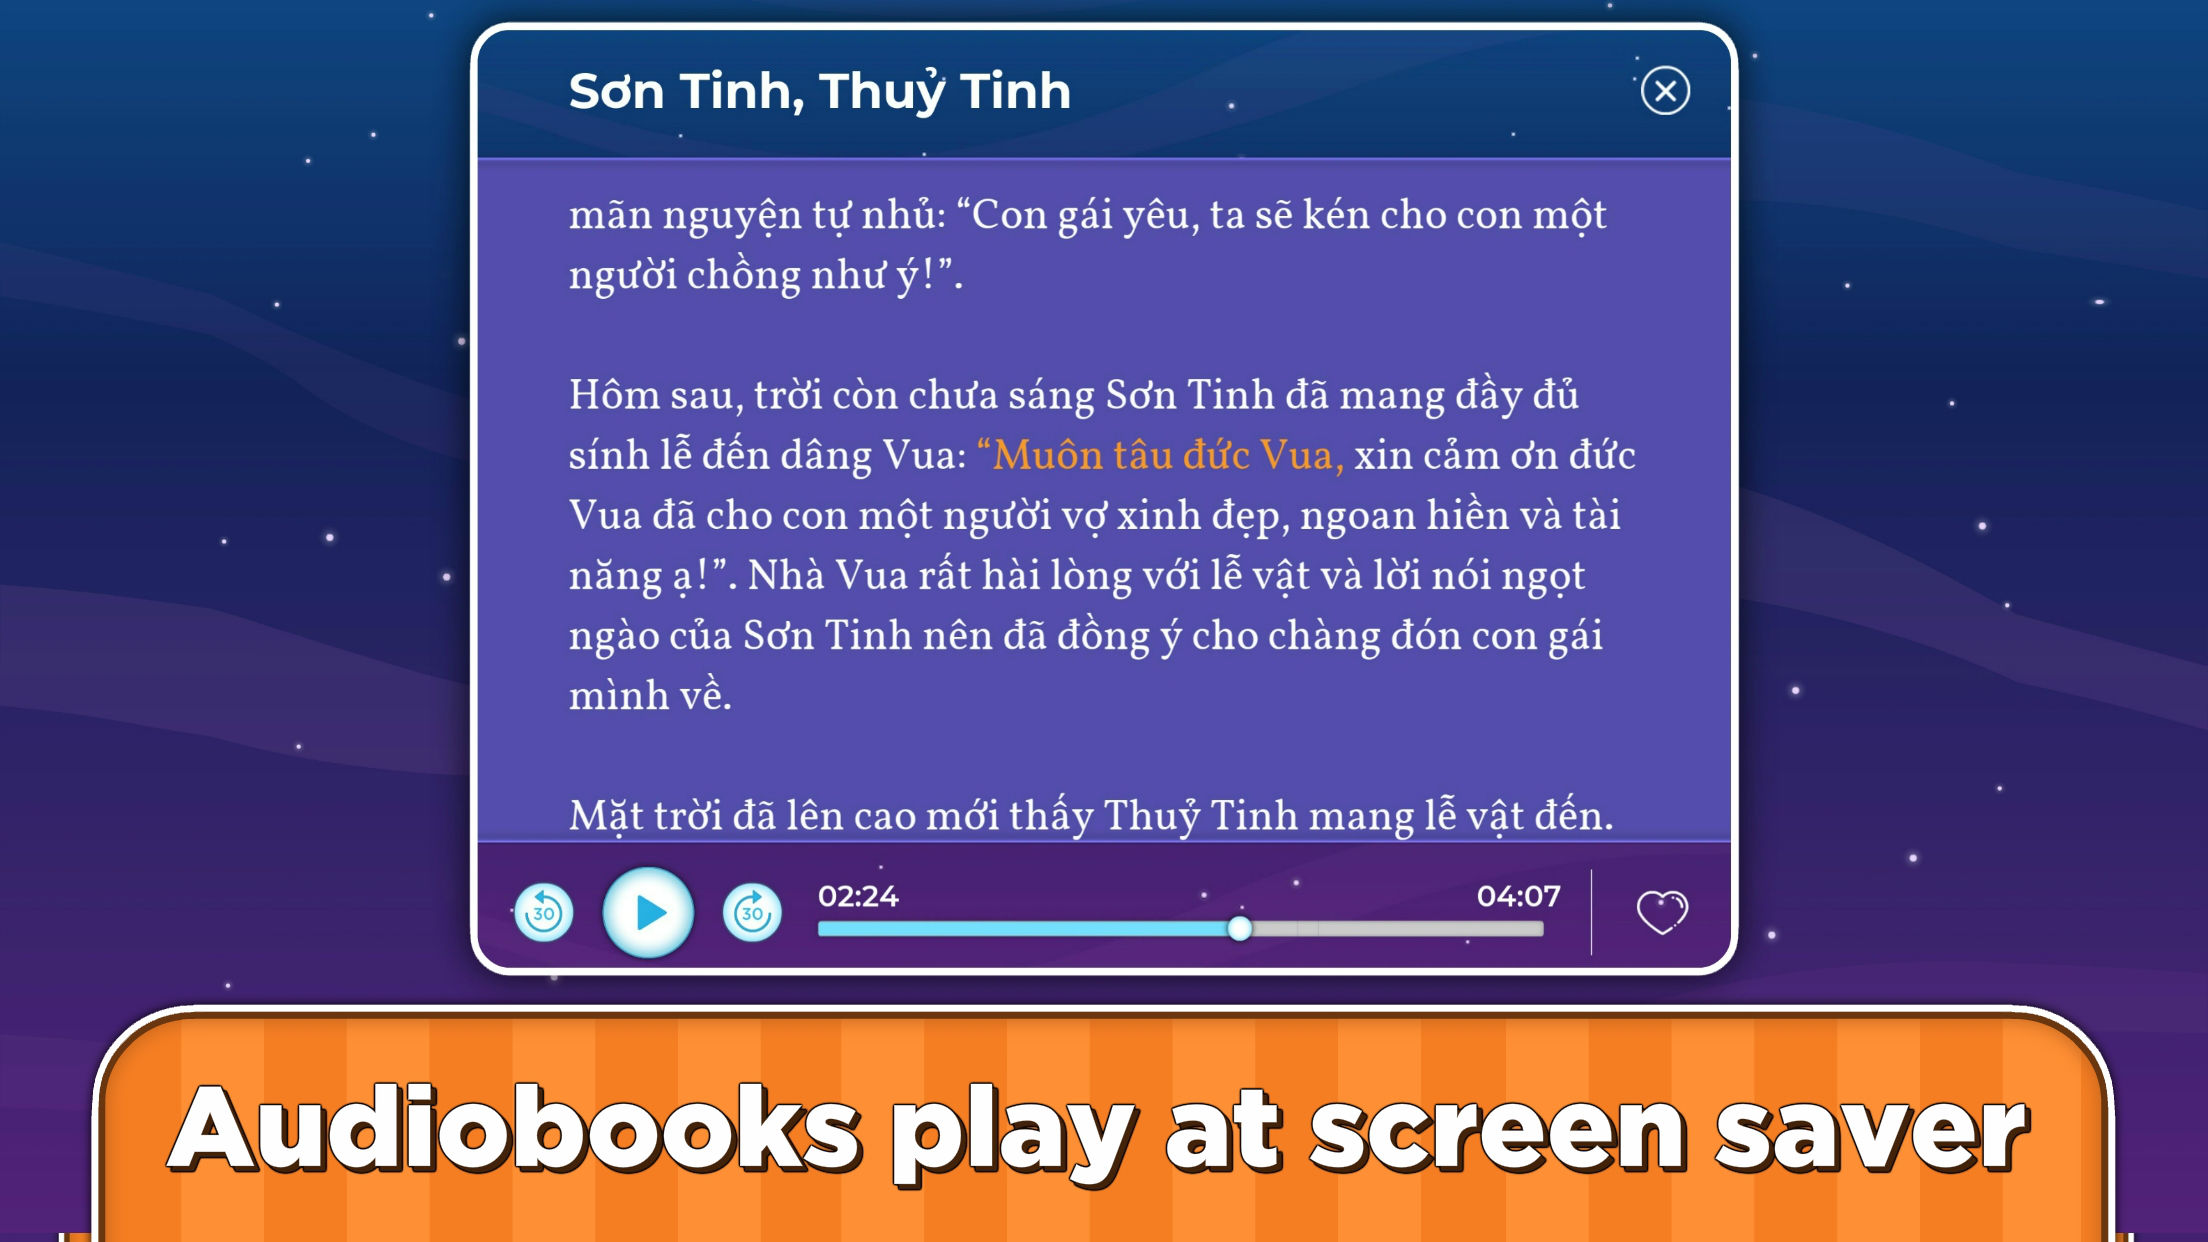 Sơn Tinh, Thuỷ Tinh
mãn nguyện tự nhủ: “Con gái yêu, ta sẽ kén cho con một
người chồng như ý!”.
Hôm sau, trời còn chưa sáng Sơn Tinh đã mang đầy đủ
sính lễ đến dâng Vua: “Muôn tâu đức Vua, xin cảm ơn đức
Vua đã cho con một người vợ xinh đẹp, ngoan hiền và tài
năng ạ!”. Nhà Vua rất hài lòng với lễ vật và lời nói ngọt
ngào của Sơn Tinh nên đã đồng ý cho chàng đón con gái
mình về.
Mặt trời đã lên cao mới thấy Thuỷ Tinh mang lễ vật đến.
30
30
02:24
04:07
Audiobooks play at screen saver